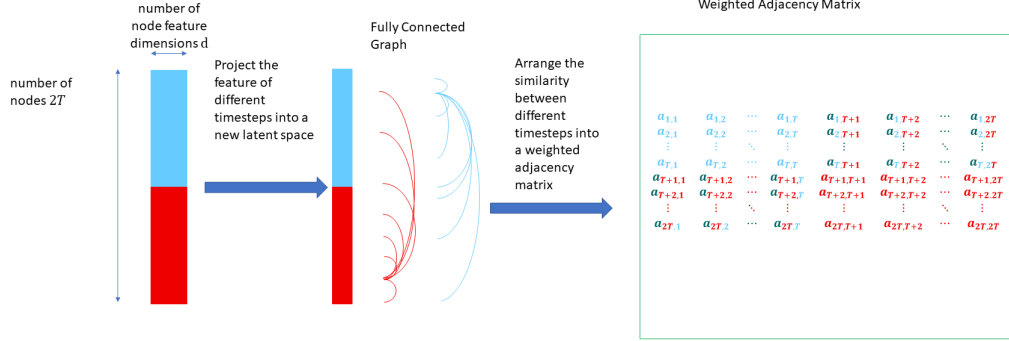 Weighted Adjacency Matrix
number of
node feature
dimensions d
Fully Connected
Graph
number of
nodes 2T
Project the
feature of
different
timesteps into a
new latent space
Arrange the
similarity
between
different
timesteps into
a weighted
adjacency
matrix
a1,1 a1,2 ⋯ a1,T a1,T+1 a1,T+2 ⋯ a1,2T
a2,1 a2,2 ⋯ a2,T a2,T+1 a2,T+2 ⋯ a2,2T
⋮ ⋮ ⋱ ⋮ ⋮ ⋮ ⋱ ⋮
aT,1 aT,2 ⋯ aT,T aT,T+1 aT,T+2 ⋯ aT,2T
aT+1,1 aT+1,2 ⋯ aT+1,T aT+1,T+1 aT+1,T+2 ⋯ aT+1,2T
aT+2,1 aT+2,2 ⋯ aT+2,T aT+2,T+1 aT+2,T+2 ⋯ aT+2,2T
⋮ ⋮ ⋱ ⋮ ⋮ ⋮ ⋱ ⋮
a2T,1 a2T,2 ⋯ a2T,T a2T,T+1 a2T,T+2 ⋯ a2T,2T